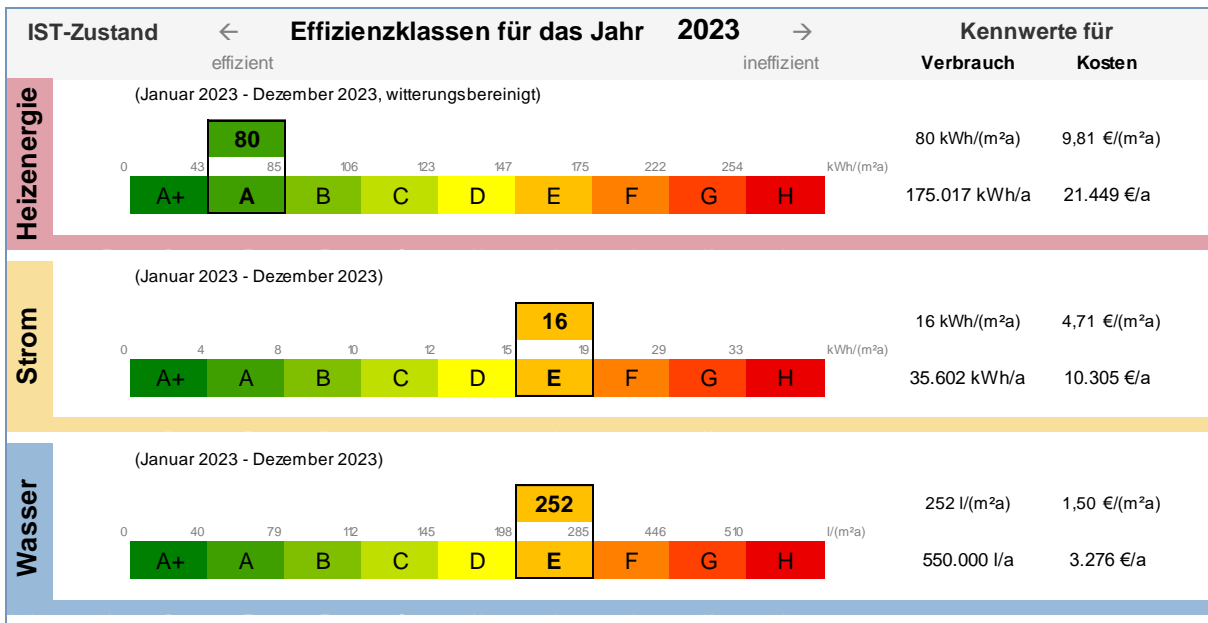 IST-Zustand ← Effizienzklassen für das Jahr 2023 → Kennwerte für
effizient ineffizient Verbrauch Kosten
Heizenergie
(Januar 2023 - Dezember 2023, witterungsbereinigt)
80 80 kWh/(m²a) 9,81 €/(m²a)
0 43 85 106 123 147 175 222 254 kWh/(m²a)
A+ A B C D E F G H 175.017 kWh/a 21.449 €/a
Strom
(Januar 2023 - Dezember 2023)
16 16 kWh/(m²a) 4,71 €/(m²a)
0 4 8 10 12 15 19 29 33 kWh/(m²a)
A+ A B C D E F G H 35.602 kWh/a 10.305 €/a
Wasser
(Januar 2023 - Dezember 2023)
252 252 l/(m²a) 1,50 €/(m²a)
0 40 79 112 145 198 285 446 510 l/(m²a)
A+ A B C D E F G H 550.000 l/a 3.276 €/a